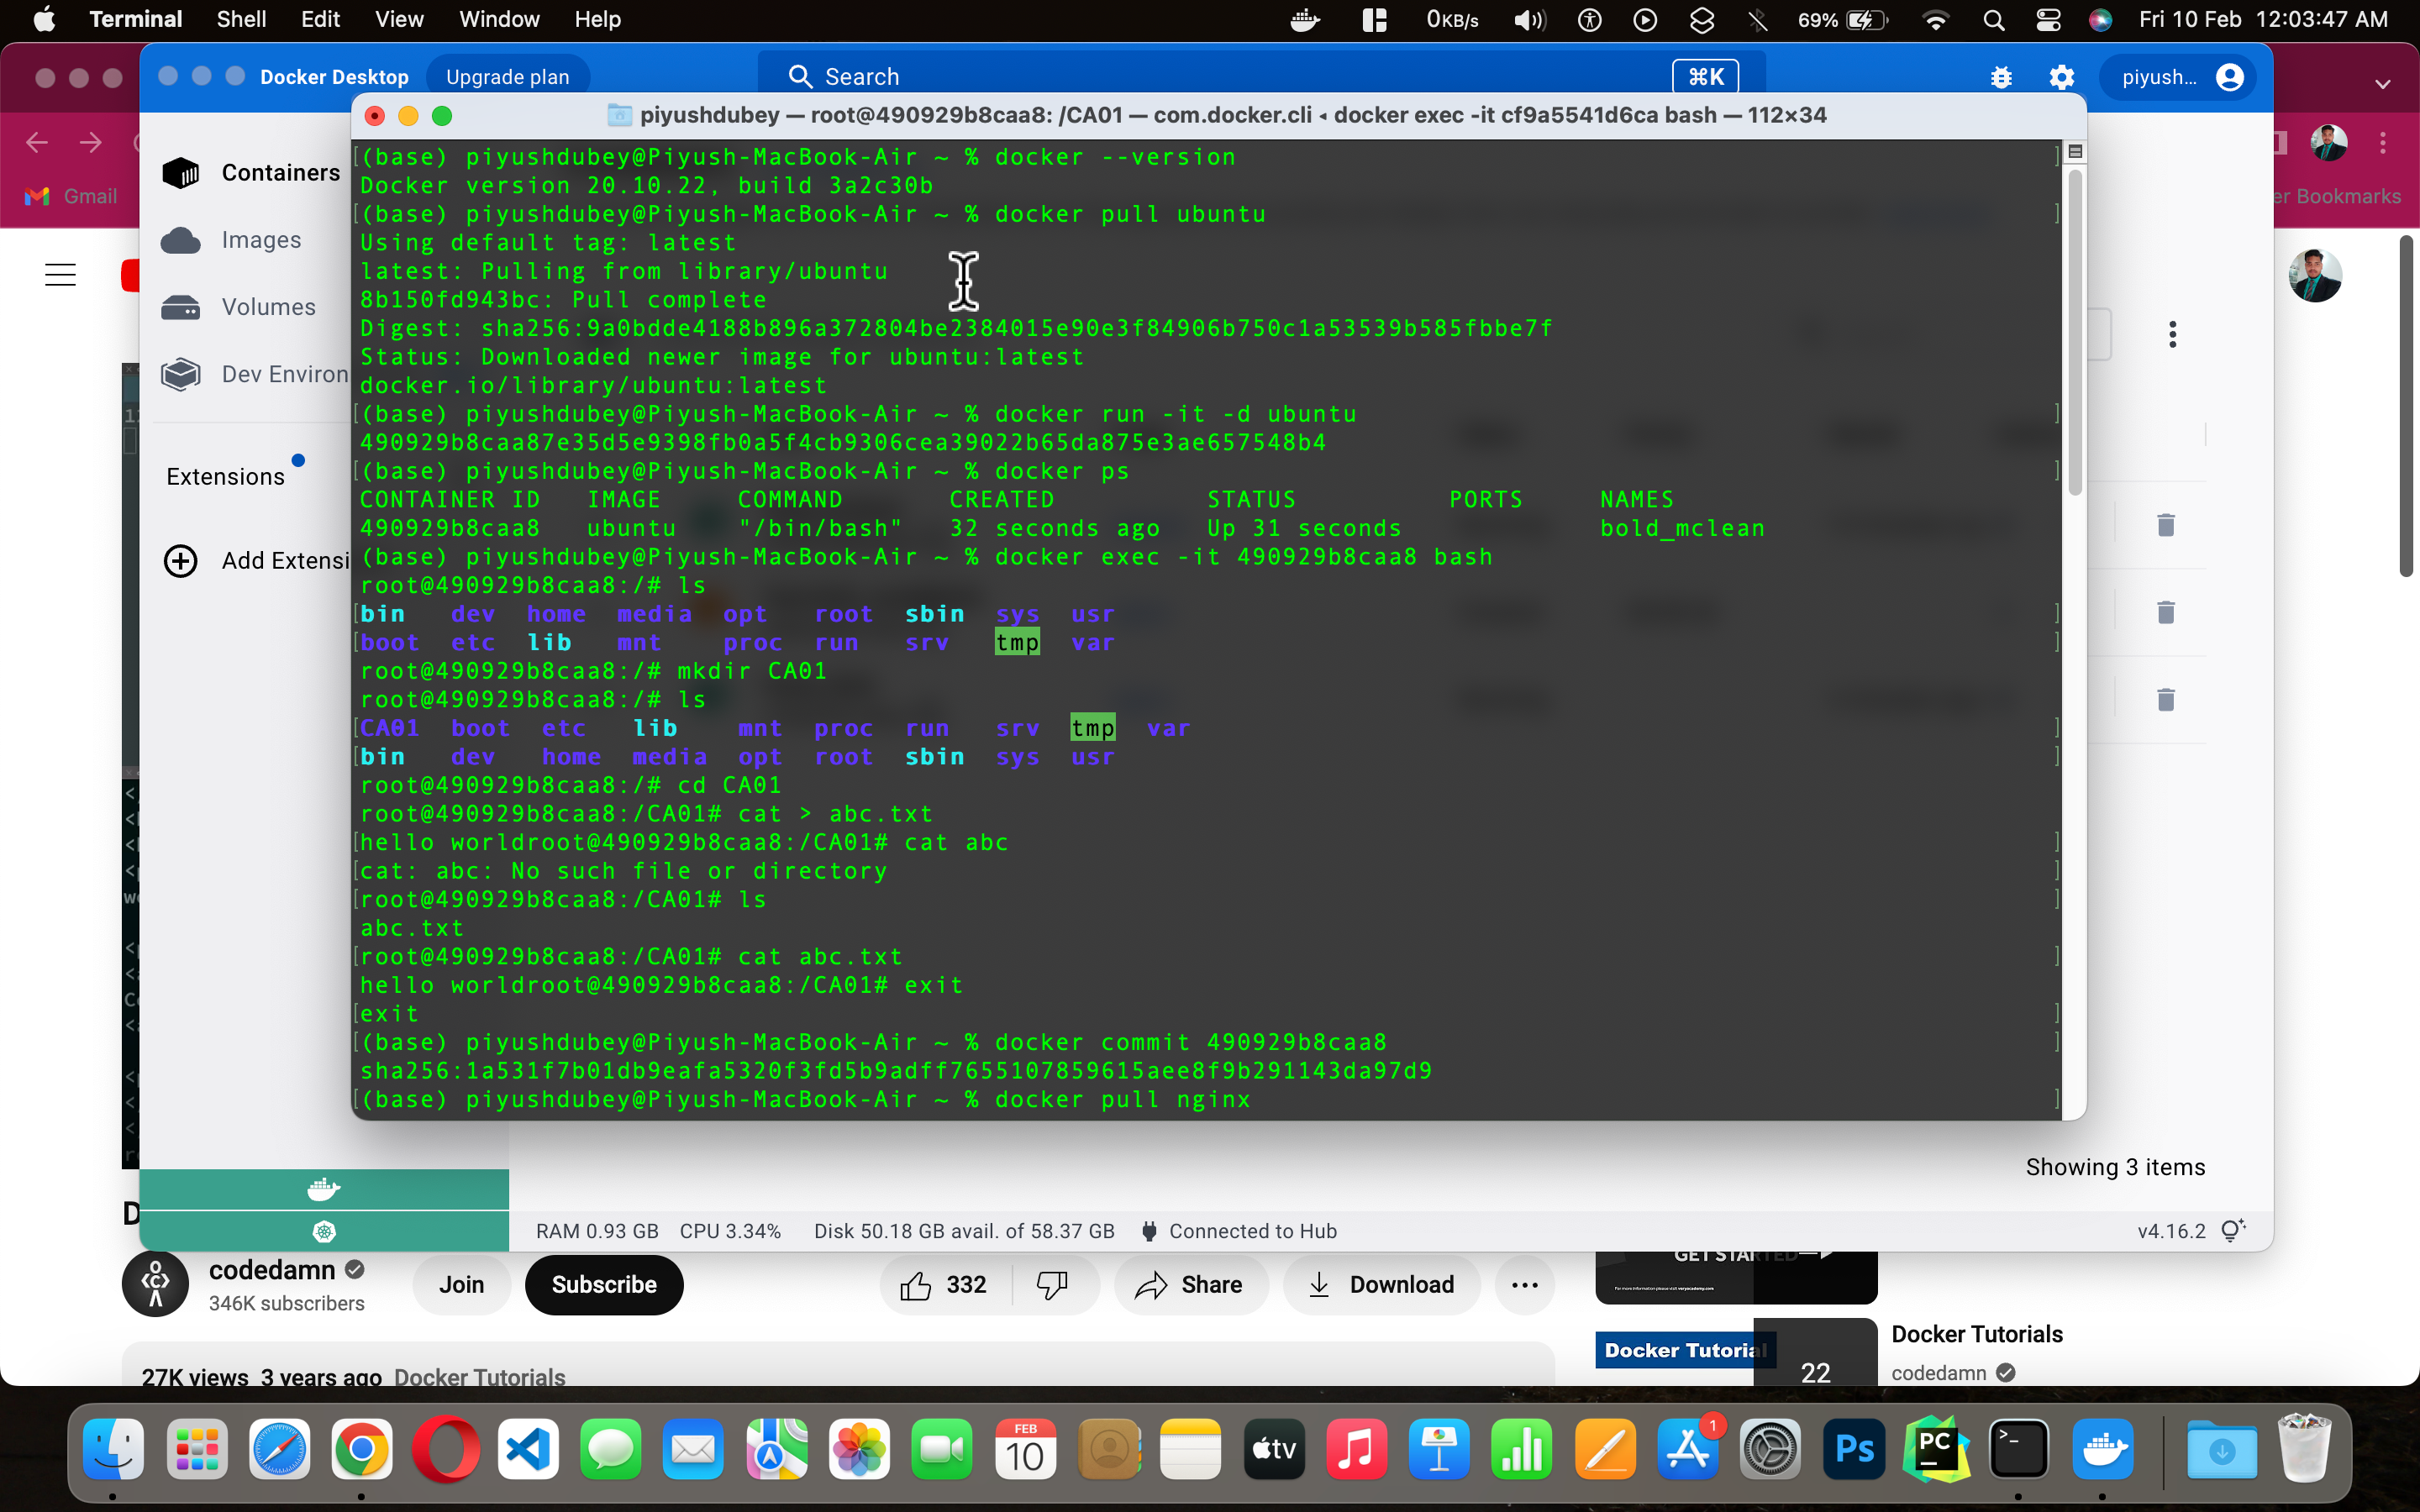 Terminal Shell Edit View Window Help 0KB/s 69% Fri 10 Feb 12:03:47 AM
Docker Desktop Upgrade plan Search ⌘K piyush...
piyushdubey — root@490929b8caa8: /CA01 — com.docker.cli ◂ docker exec -it cf9a5541d6ca bash — 112×34
Gmail
er Bookmarks
Containers
Images
Volumes
Dev Environ
Extensions
Add Extensi
(base) piyushdubey@Piyush-MacBook-Air ~ % docker --version
Docker version 20.10.22, build 3a2c30b
(base) piyushdubey@Piyush-MacBook-Air ~ % docker pull ubuntu
Using default tag: latest
latest: Pulling from library/ubuntu
8b150fd943bc: Pull complete
Digest: sha256:9a0bdde4188b896a372804be2384015e90e3f84906b750c1a53539b585fbbe7f
Status: Downloaded newer image for ubuntu:latest
docker.io/library/ubuntu:latest
(base) piyushdubey@Piyush-MacBook-Air ~ % docker run -it -d ubuntu
490929b8caa87e35d5e9398fb0a5f4cb9306cea39022b65da875e3ae657548b4
(base) piyushdubey@Piyush-MacBook-Air ~ % docker ps
CONTAINER ID IMAGE COMMAND CREATED STATUS PORTS NAMES
490929b8caa8 ubuntu "/bin/bash" 32 seconds ago Up 31 seconds bold_mclean
(base) piyushdubey@Piyush-MacBook-Air ~ % docker exec -it 490929b8caa8 bash
root@490929b8caa8:/# ls
bin dev home media opt root sbin sys usr
boot etc lib mnt proc run srv tmp var
root@490929b8caa8:/# mkdir CA01
root@490929b8caa8:/# ls
CA01 boot etc lib mnt proc run srv tmp var
bin dev home media opt root sbin sys usr
root@490929b8caa8:/# cd CA01
root@490929b8caa8:/CA01# cat > abc.txt
hello worldroot@490929b8caa8:/CA01# cat abc
cat: abc: No such file or directory
root@490929b8caa8:/CA01# ls
abc.txt
root@490929b8caa8:/CA01# cat abc.txt
hello worldroot@490929b8caa8:/CA01# exit
exit
(base) piyushdubey@Piyush-MacBook-Air ~ % docker commit 490929b8caa8
sha256:1a531f7b01db9eafa5320f3fd5b9adff7655107859615aee8f9b291143da97d9
(base) piyushdubey@Piyush-MacBook-Air ~ % docker pull nginx
Showing 3 items
RAM 0.93 GB CPU 3.34% Disk 50.18 GB avail. of 58.37 GB Connected to Hub v4.16.2
D
codedamn
346K subscribers
Join Subscribe 332 Share Download
27K views 3 years ago Docker Tutorials
GET STARTED
Docker Tutorial
22
Docker Tutorials
codedamn
FEB
10
tv
1
Ps
PC